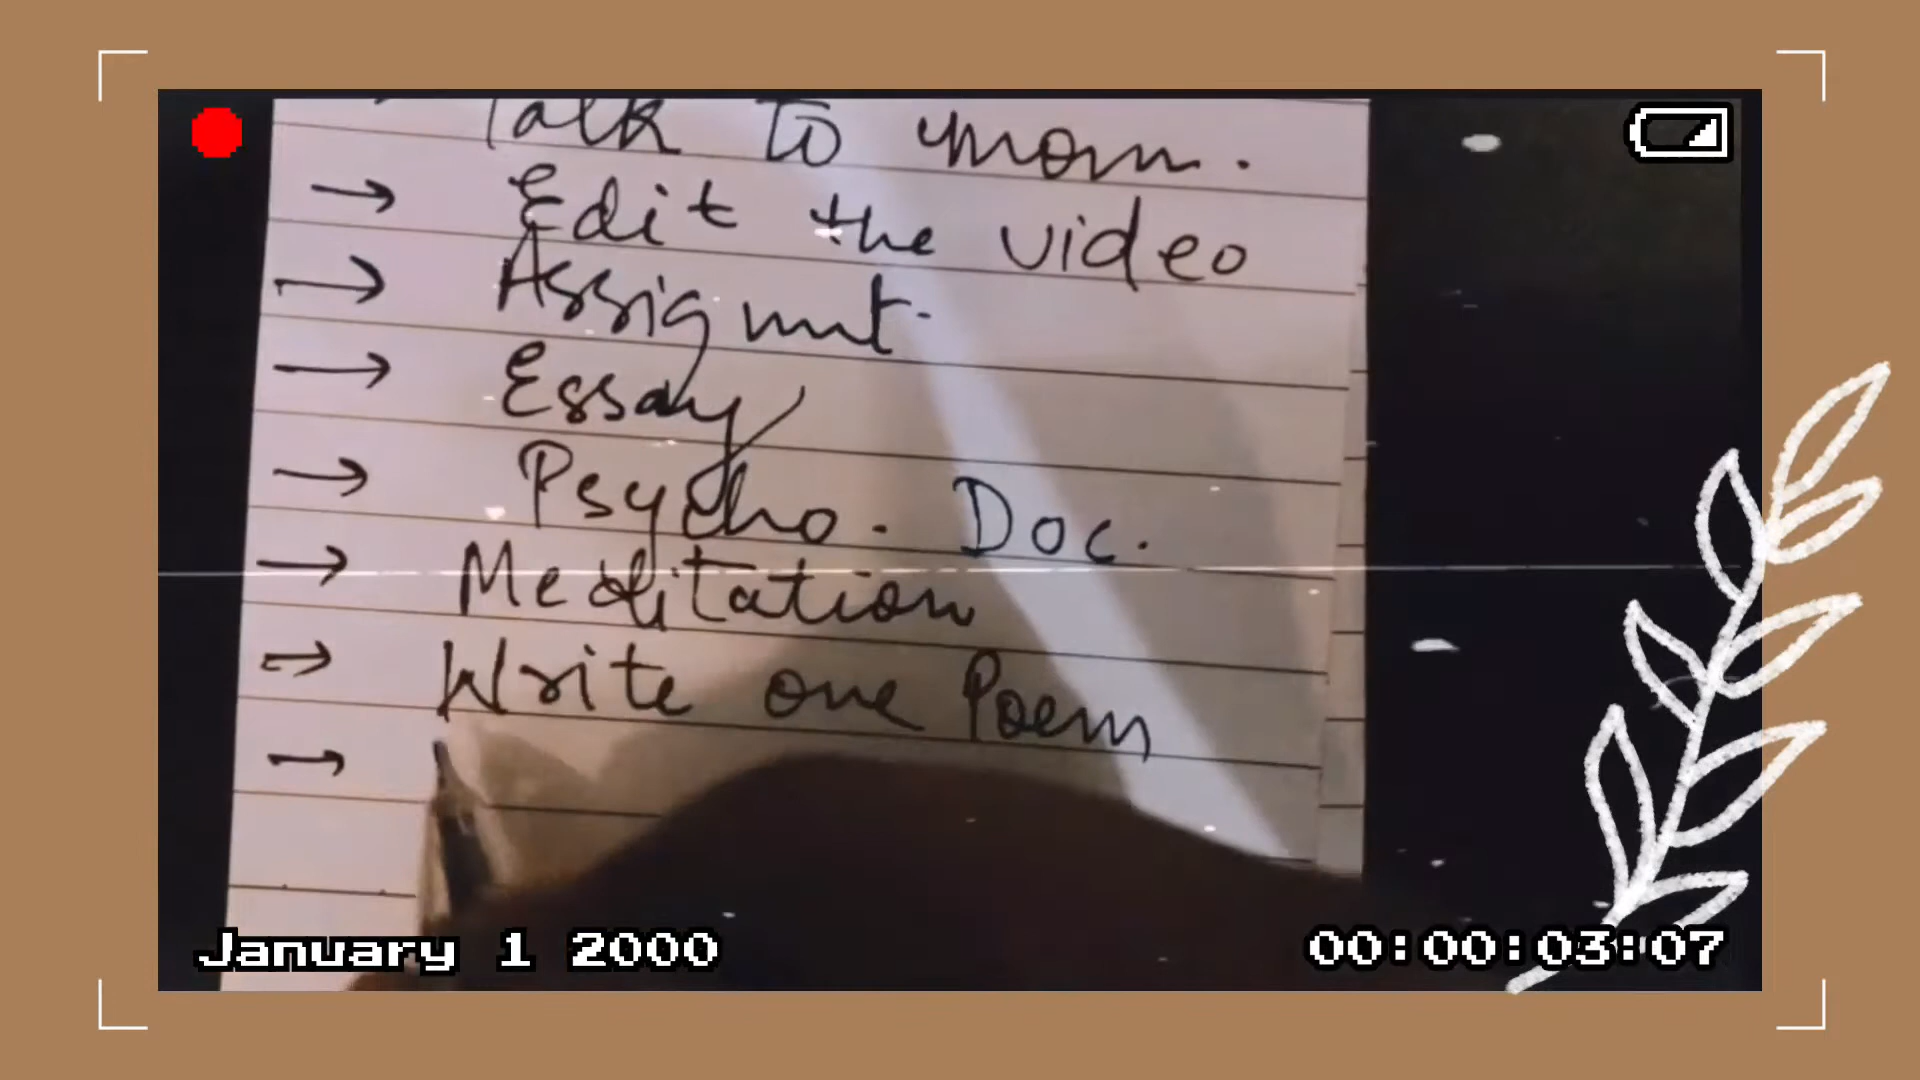 Talk to mom.
→ Edit the video
→ Assignmt.
→ Essay
→ Psycho. Doc.
→ Meditation
→ Write one Poem
→
January 1 2000
00:00:03:07